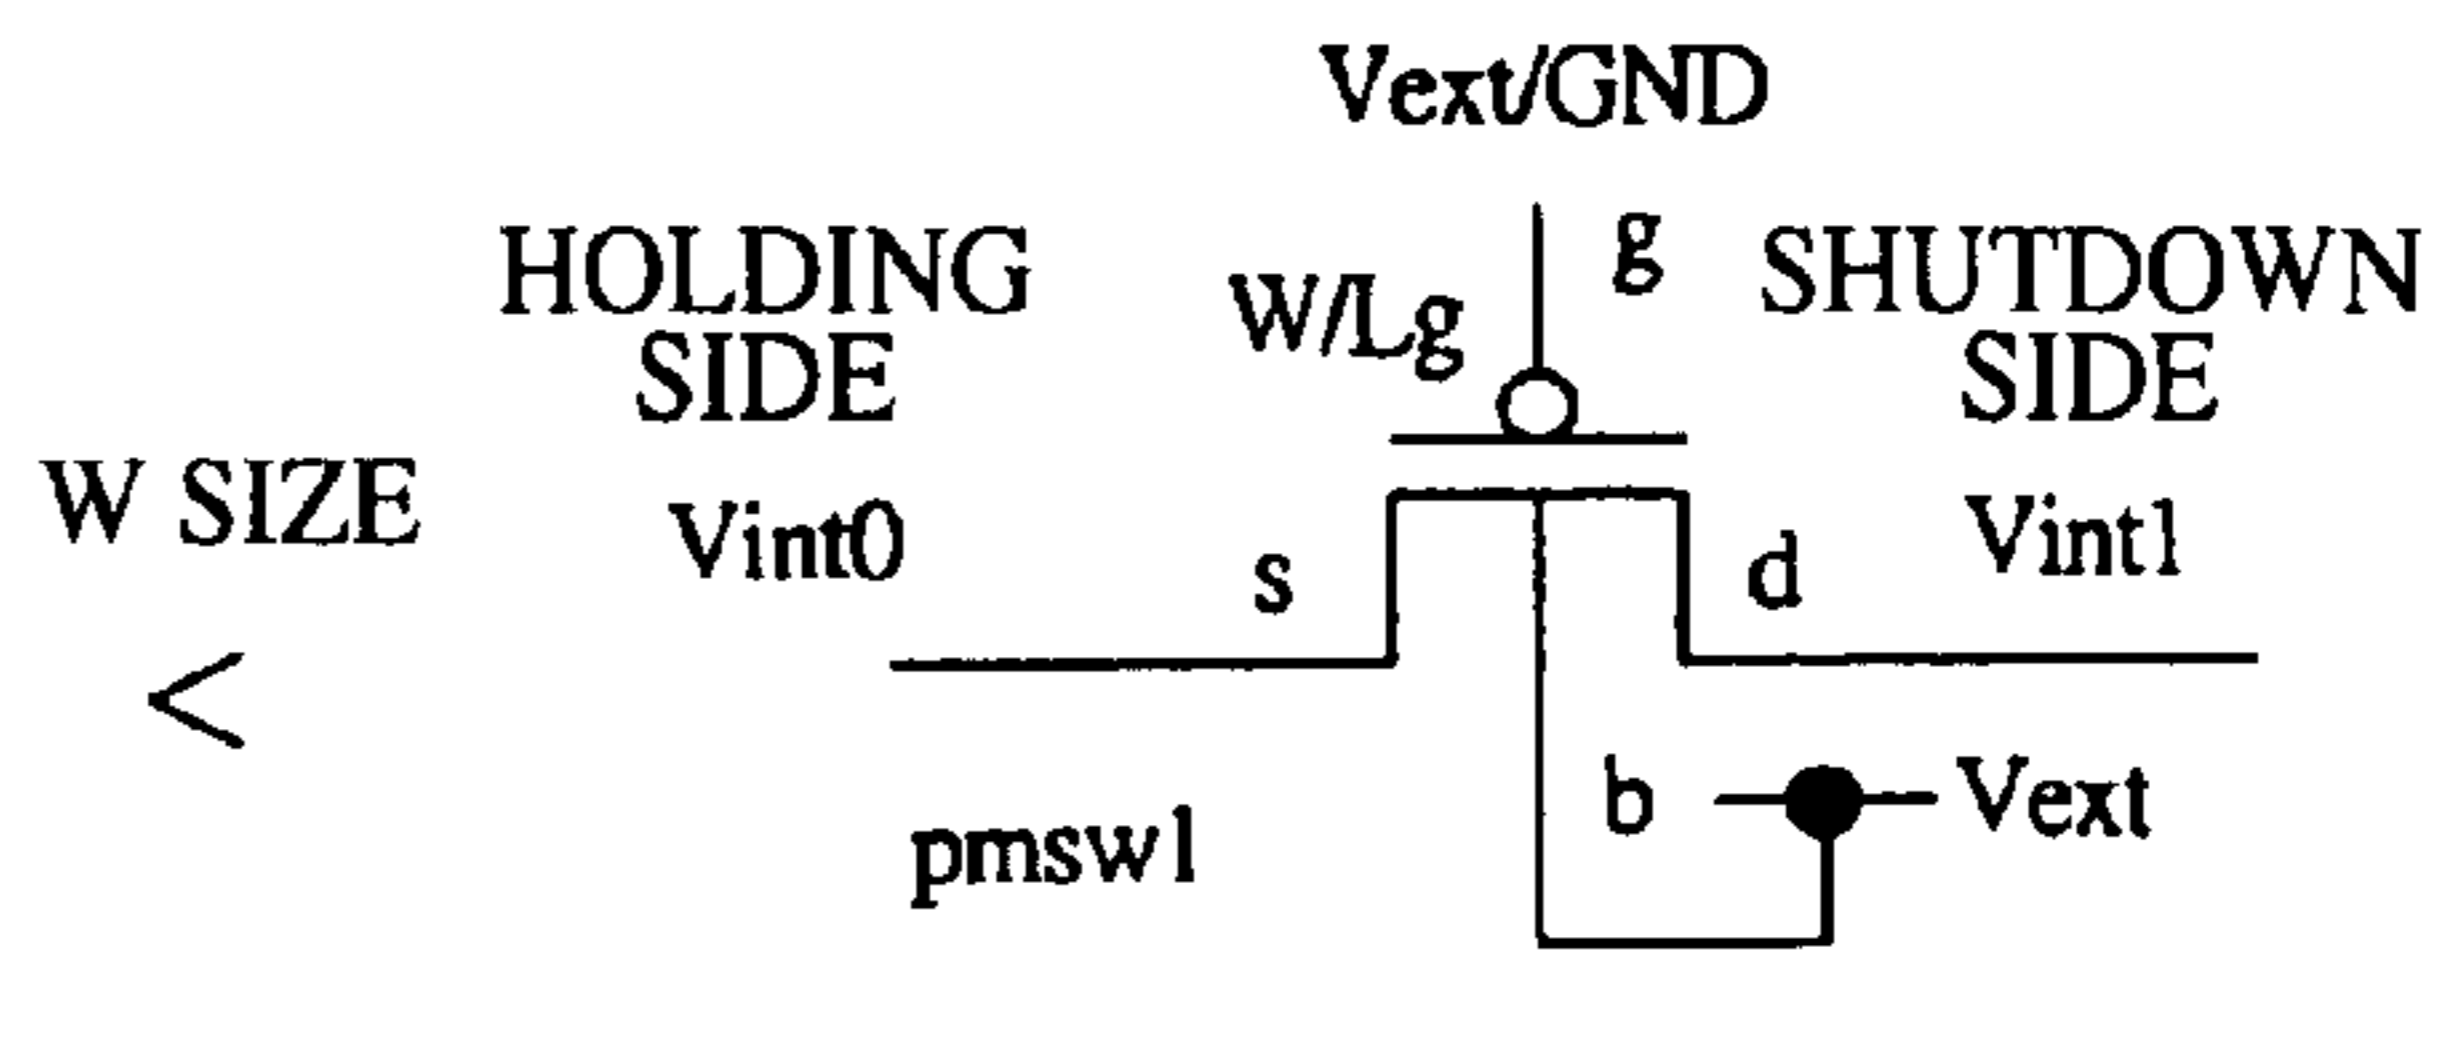 Vext/GND
HOLDING
SIDE
W/Lg
g
SHUTDOWN
SIDE
W SIZE
Vint0
s
d
Vint1
<
pmsw1
b
Vext